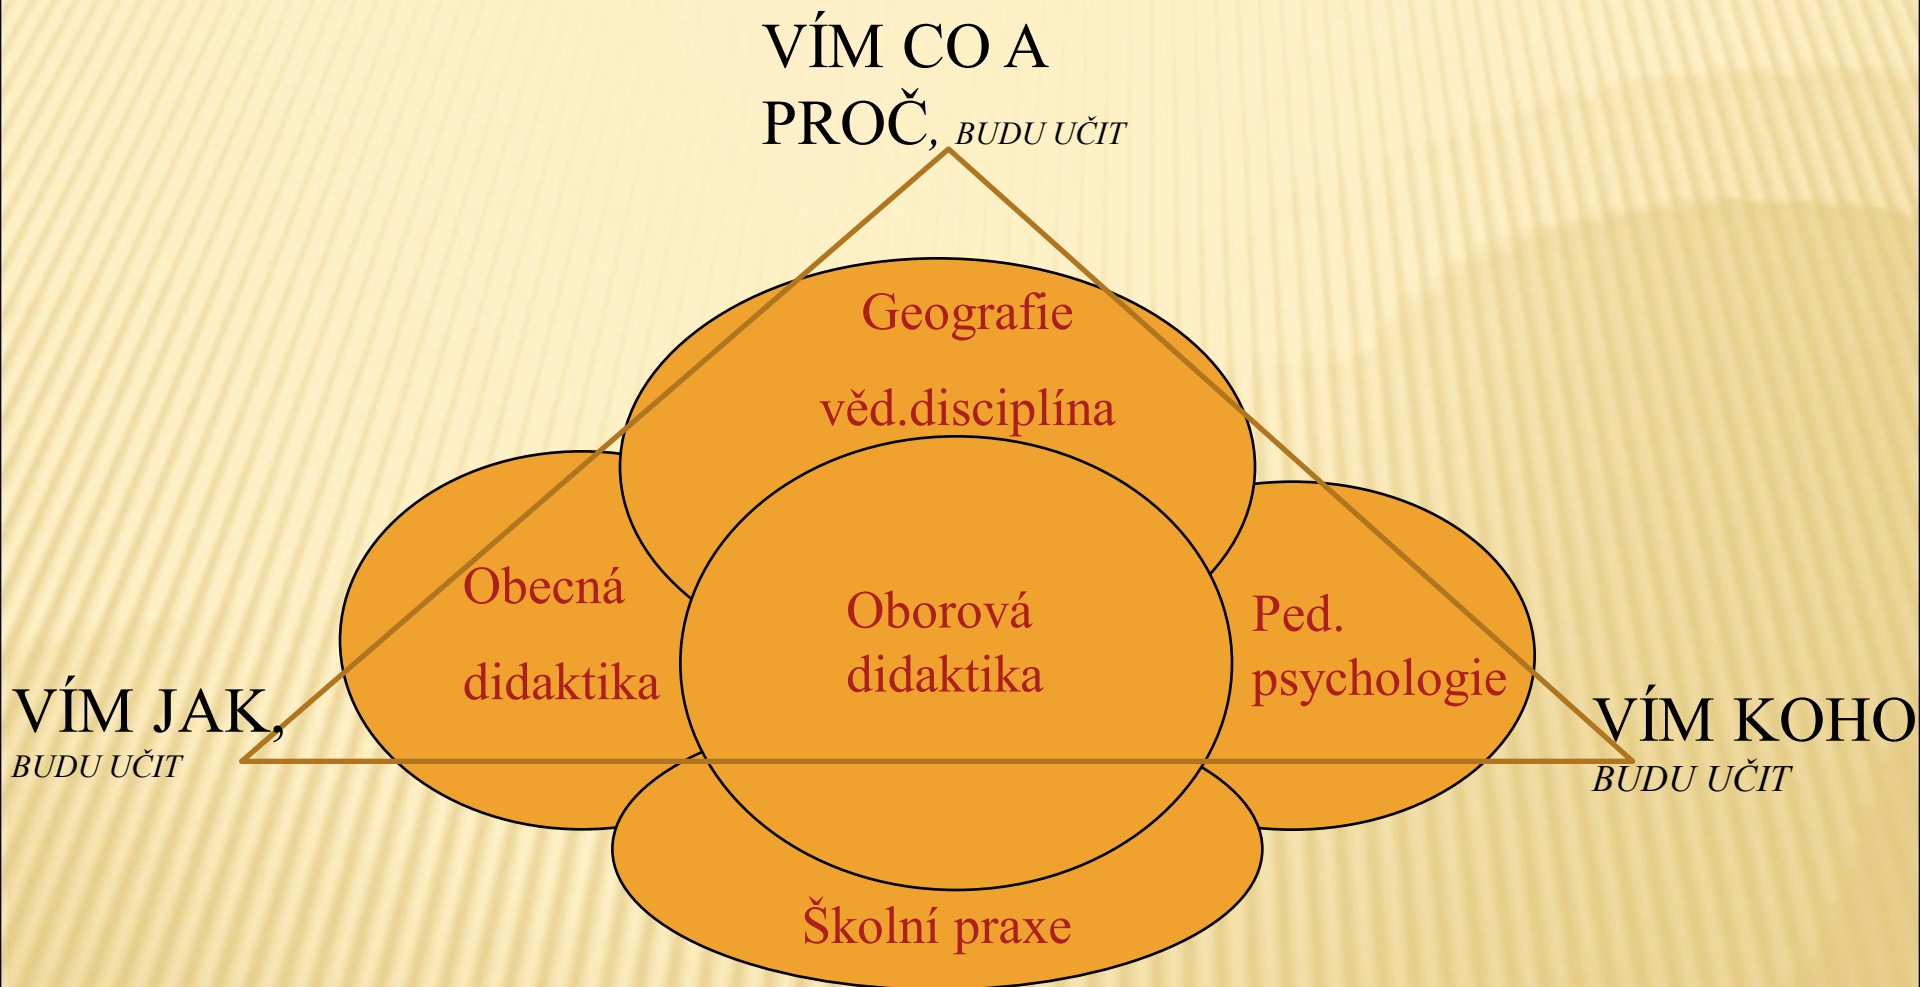 VÍM CO A
PROČ, BUDU UČIT
Geografie
věd.disciplína
Obecná
didaktika
Oborová
didaktika
Ped.
psychologie
VÍM JAK,
BUDU UČIT
VÍM KOHO
BUDU UČIT
Školní praxe